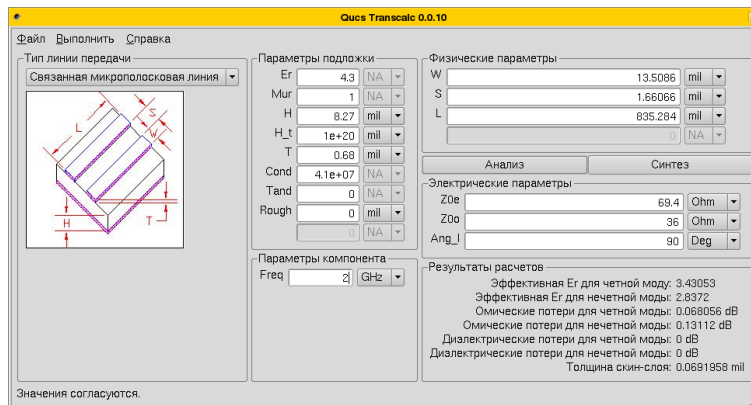 Qucs Transcalc 0.0.10
Файл Выполнить Справка
Тип линии передачи
Связанная микрополосковая линия
L
S
W
H
T
Параметры подложки
Er 4.3 NA
Mur 1 NA
H 8.27 mil
H_t 1e+20 mil
T 0.68 mil
Cond 4.1e+07 NA
Tand 0 NA
Rough 0 mil
0 NA
Параметры компонента
Freq 2 GHz
Физические параметры
W 13.5086 mil
S 1.66066 mil
L 835.284 mil
0 NA
Анализ Синтез
Электрические параметры
Z0e 69.4 Ohm
Z0o 36 Ohm
Ang_l 90 Deg
Результаты расчетов
Эффективная Er для четной моду: 3.43053
Эффективная Er для нечетной моды: 2.8372
Омические потери для четной моды: 0.068056 dB
Омические потери для нечетной моды: 0.13112 dB
Диэлектрические потери для четной моды: 0 dB
Диэлектрические потери для нечетной моды: 0 dB
Толщина скин-слоя: 0.0691958 mil
Значения согласуются.